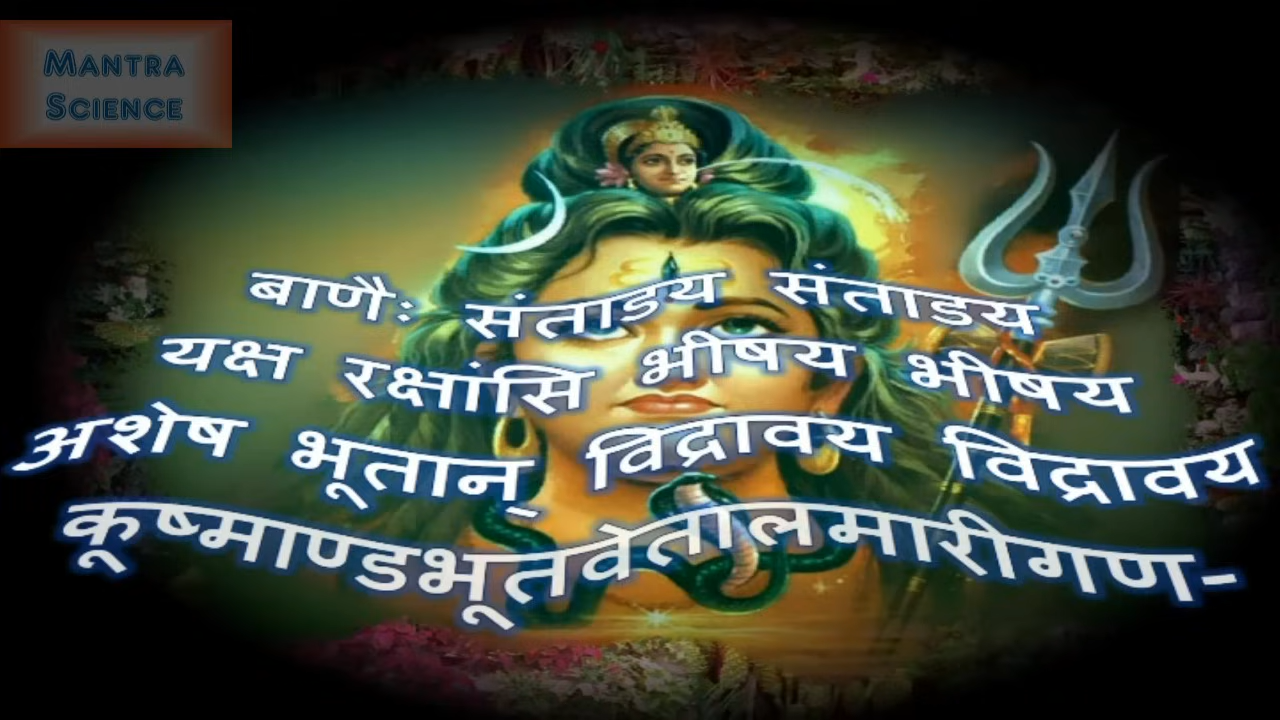 MANTRA
SCIENCE
बाणैः संताडय संताडय
यक्ष रक्षांसि भीषय भीषय
अशेष भूतान् विद्रावय विद्रावय
कूष्माण्डभूतवेतालमारीगण-